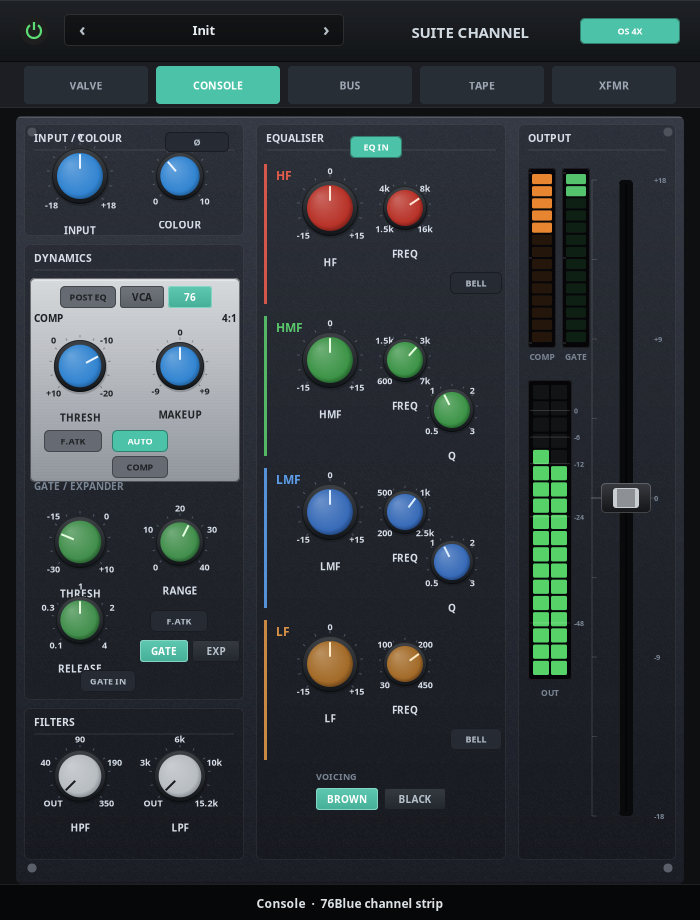 ‹ Init ›
SUITE CHANNEL
OS 4X
VALVE CONSOLE BUS TAPE XFMR
INPUT / COLOUR
Ø
0
-18 +18
INPUT
0 10
COLOUR
DYNAMICS
POST EQ VCA 76
COMP 4:1
0 -10
+10 -20
THRESH
0
-9 +9
MAKEUP
F.ATK AUTO
COMP
GATE / EXPANDER
-15 0
-30 +10
THRESH
20
10 30
0 40
RANGE
1
0.3 2
0.1 4
RELEASE
F.ATK
GATE EXP
GATE IN
FILTERS
90
40 190
OUT 350
HPF
6k
3k 10k
OUT 15.2k
LPF
EQUALISER
EQ IN
HF
0
-15 +15
HF
4k 8k
1.5k 16k
FREQ
BELL
HMF
0
-15 +15
HMF
1.5k 3k
600 7k
FREQ
1 2
0.5 3
Q
LMF
0
-15 +15
LMF
500 1k
200 2.5k
FREQ
1 2
0.5 3
Q
LF
0
-15 +15
LF
100 200
30 450
FREQ
BELL
VOICING
BROWN BLACK
OUTPUT
COMP GATE
0
-6
-12
-24
-48
OUT
+18
+9
0
-9
-18
Console · 76Blue channel strip